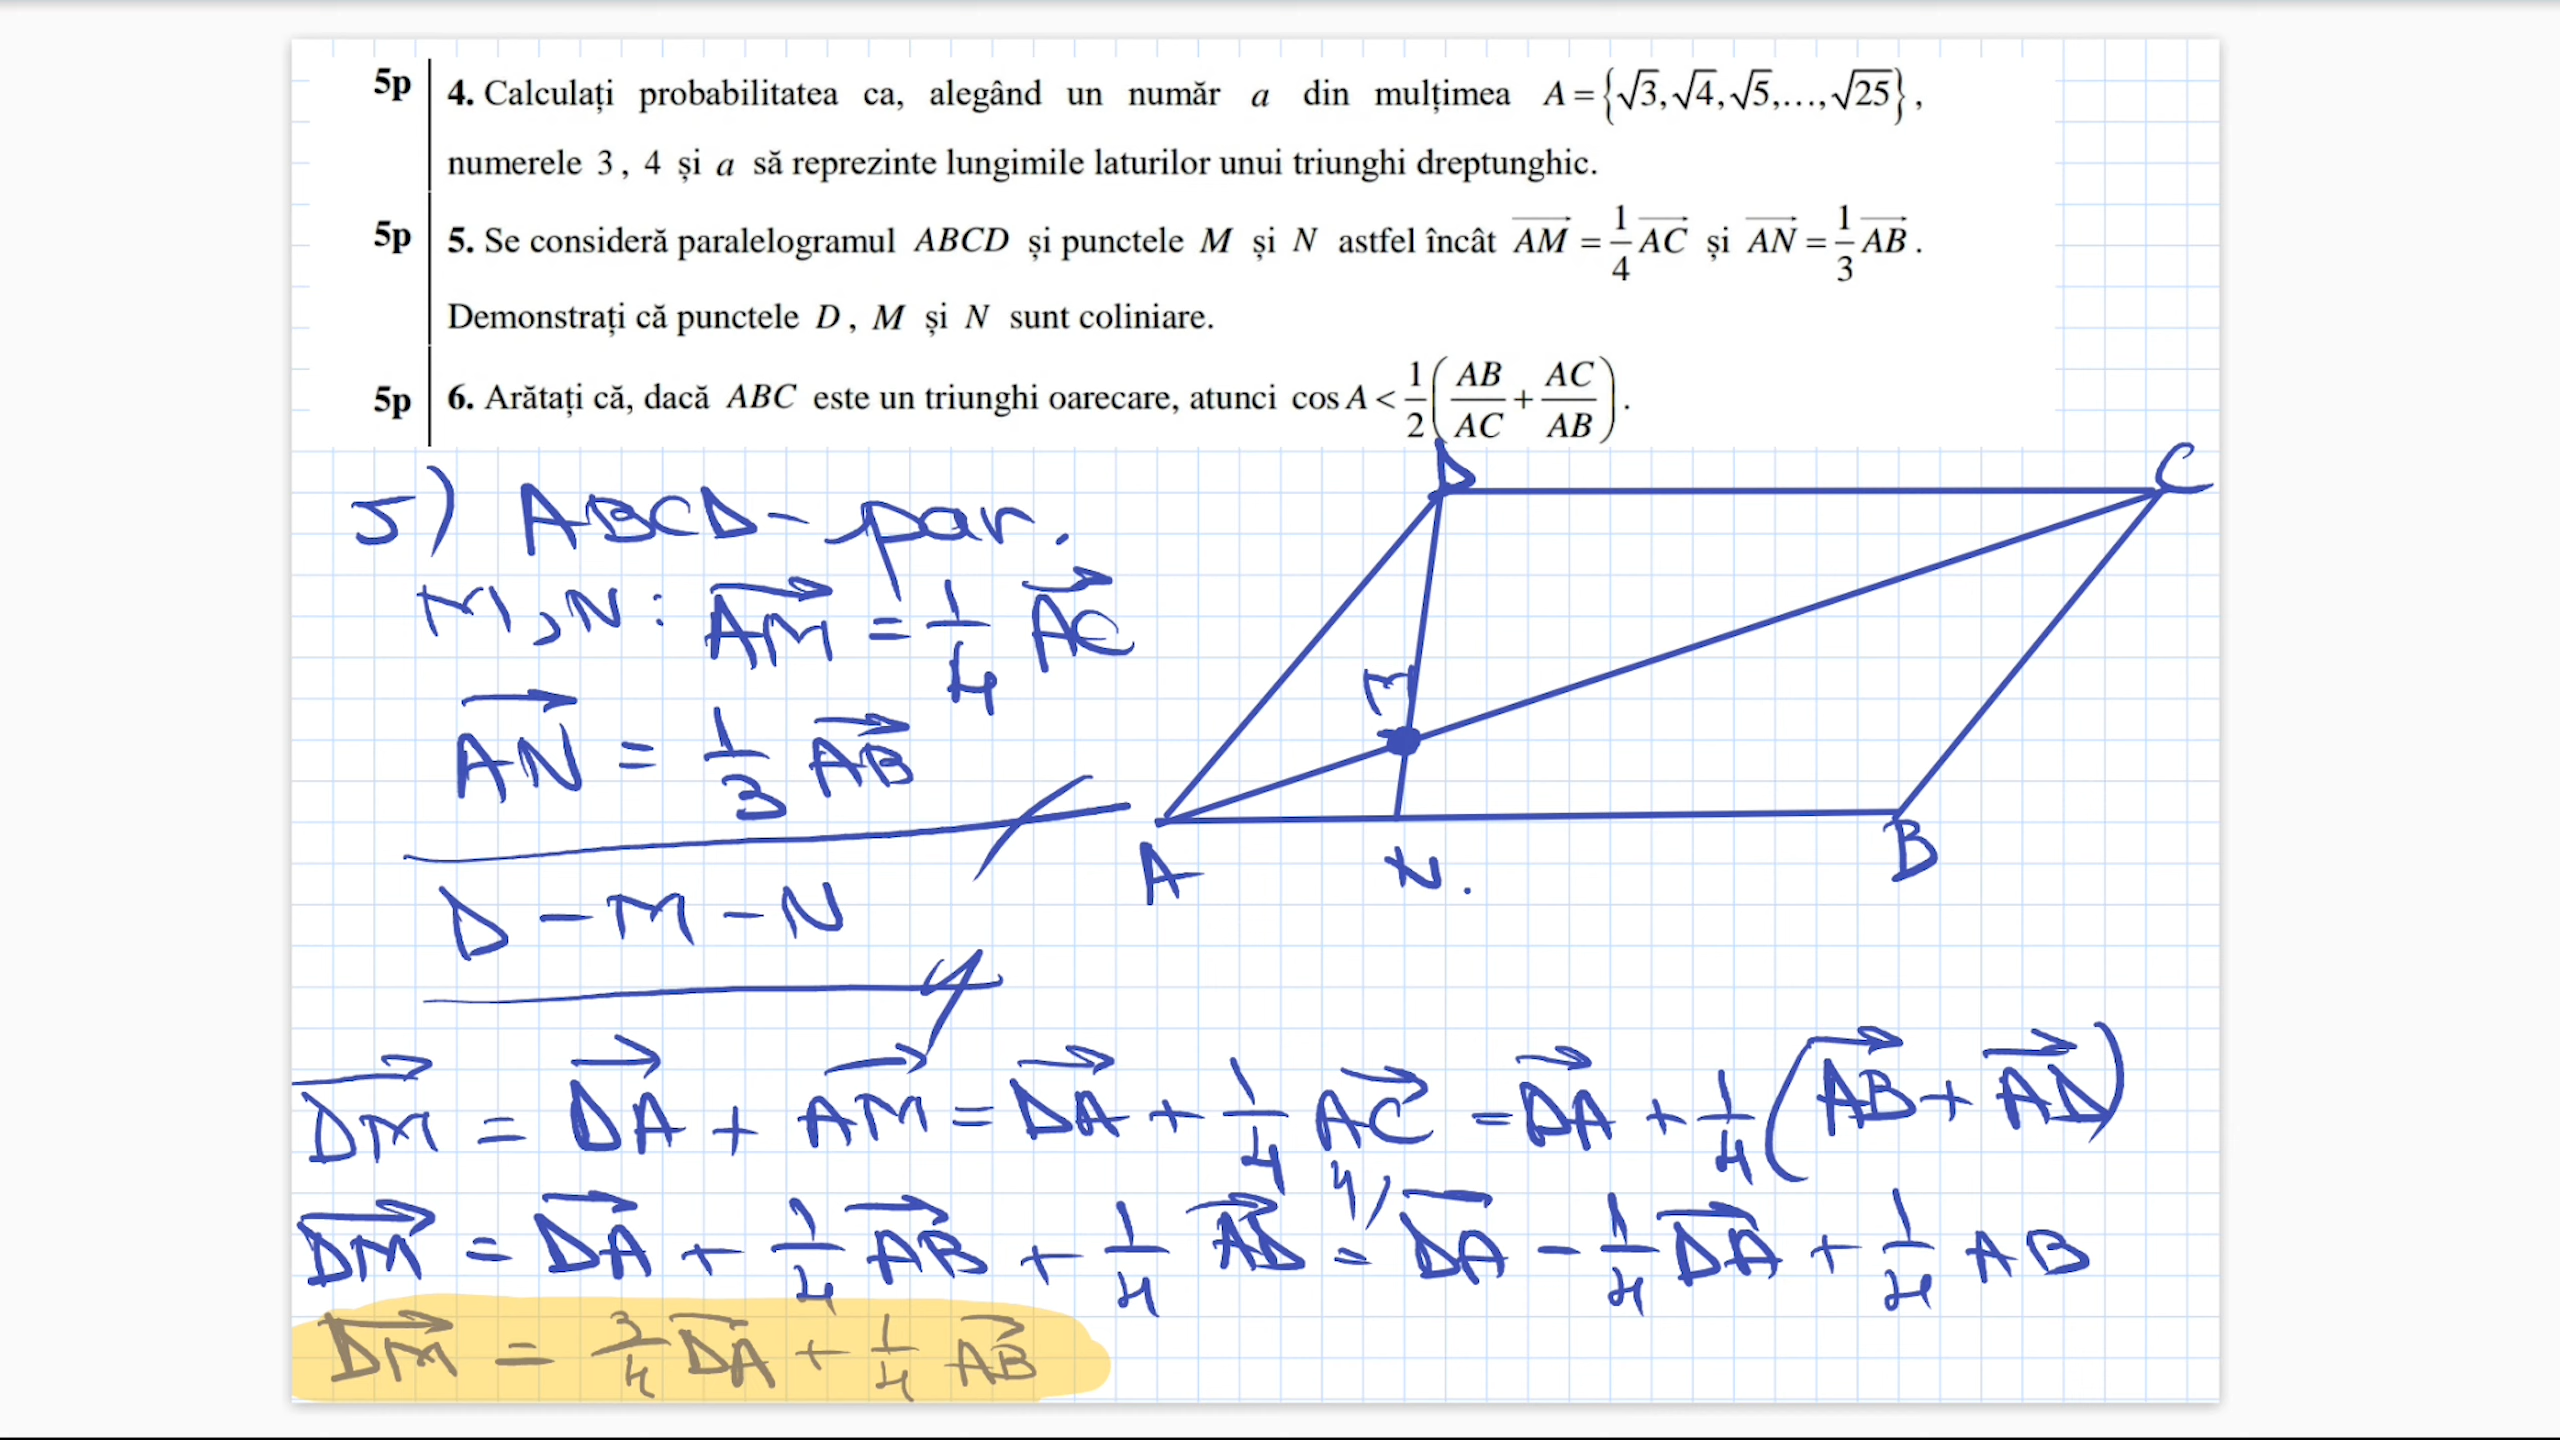 5p 4. Calculați probabilitatea ca, alegând un număr a din mulțimea A = {√3, √4, √5, ..., √25},
numerele 3, 4 și a să reprezinte lungimile laturilor unui triunghi dreptunghic.
5p 5. Se consideră paralelogramul ABCD și punctele M și N astfel încât AM⃗ = 1/4 AC⃗ și AN⃗ = 1/3 AB⃗.
Demonstrați că punctele D, M și N sunt coliniare.
5p 6. Arătați că, dacă ABC este un triunghi oarecare, atunci cos A < 1/2 (AB/AC + AC/AB).
D C
5) ABCD - par.
M, N: AM⃗ = 1/4 AC⃗
M
AN⃗ = 1/3 AB⃗
A N. B
D - M - N
DM⃗ = DA⃗ + AM⃗ = DA⃗ + 1/4 AC⃗ = DA⃗ + 1/4 (AB⃗ + AD⃗)
DM⃗ = DA⃗ + 1/4 AB⃗ + 1/4 AD⃗ = 4) DA⃗ - 1/4 DA⃗ + 1/4 AB
DM⃗ = 3/4 DA⃗ + 1/4 AB⃗